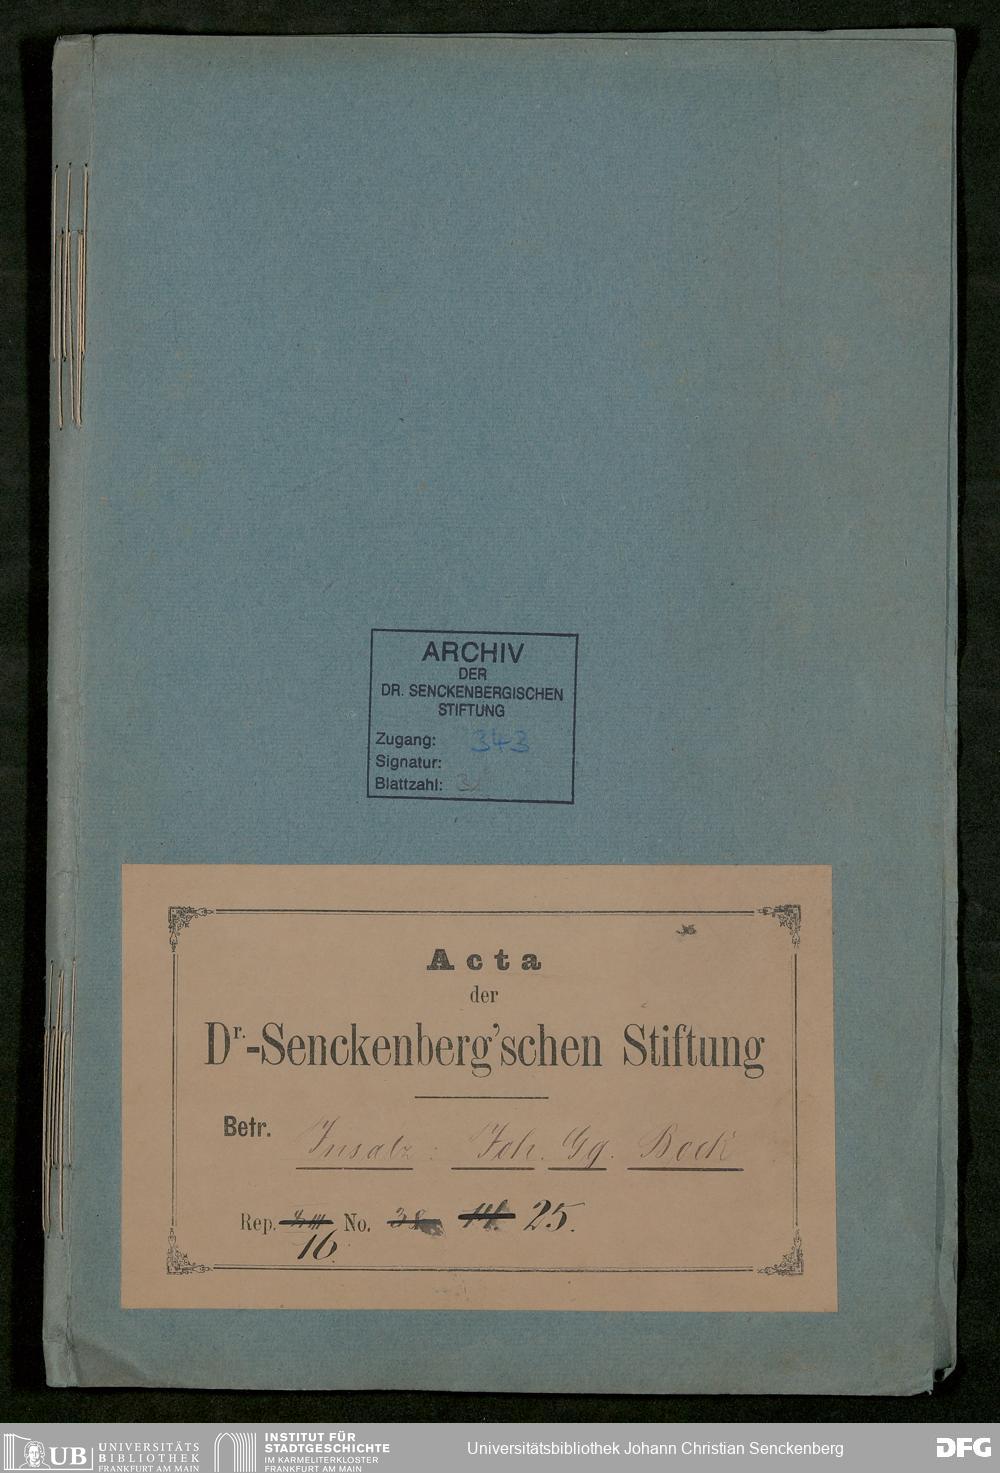 ARCHIV
DER
DR. SENCKENBERGISCHEN
STIFTUNG
Zugang: 343
Signatur:
Blattzahl:
Acta
der
Dr.-Senckenberg'schen Stiftung
Betr. Insatz: Joh. Gg. Bock
Rep. No. 14. 25.
16
UB UNIVERSITÄTS
BIBLIOTHEK
FRANKFURT AM MAIN
INSTITUT FÜR
STADTGESCHICHTE
IM KARMELITERKLOSTER
FRANKFURT AM MAIN
Universitätsbibliothek Johann Christian Senckenberg
DFG